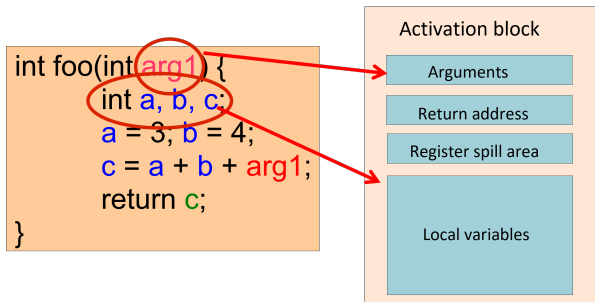 int foo(int arg1) {
int a, b, c;
a = 3; b = 4;
c = a + b + arg1;
return c;
}
Activation block
Arguments
Return address
Register spill area
Local variables